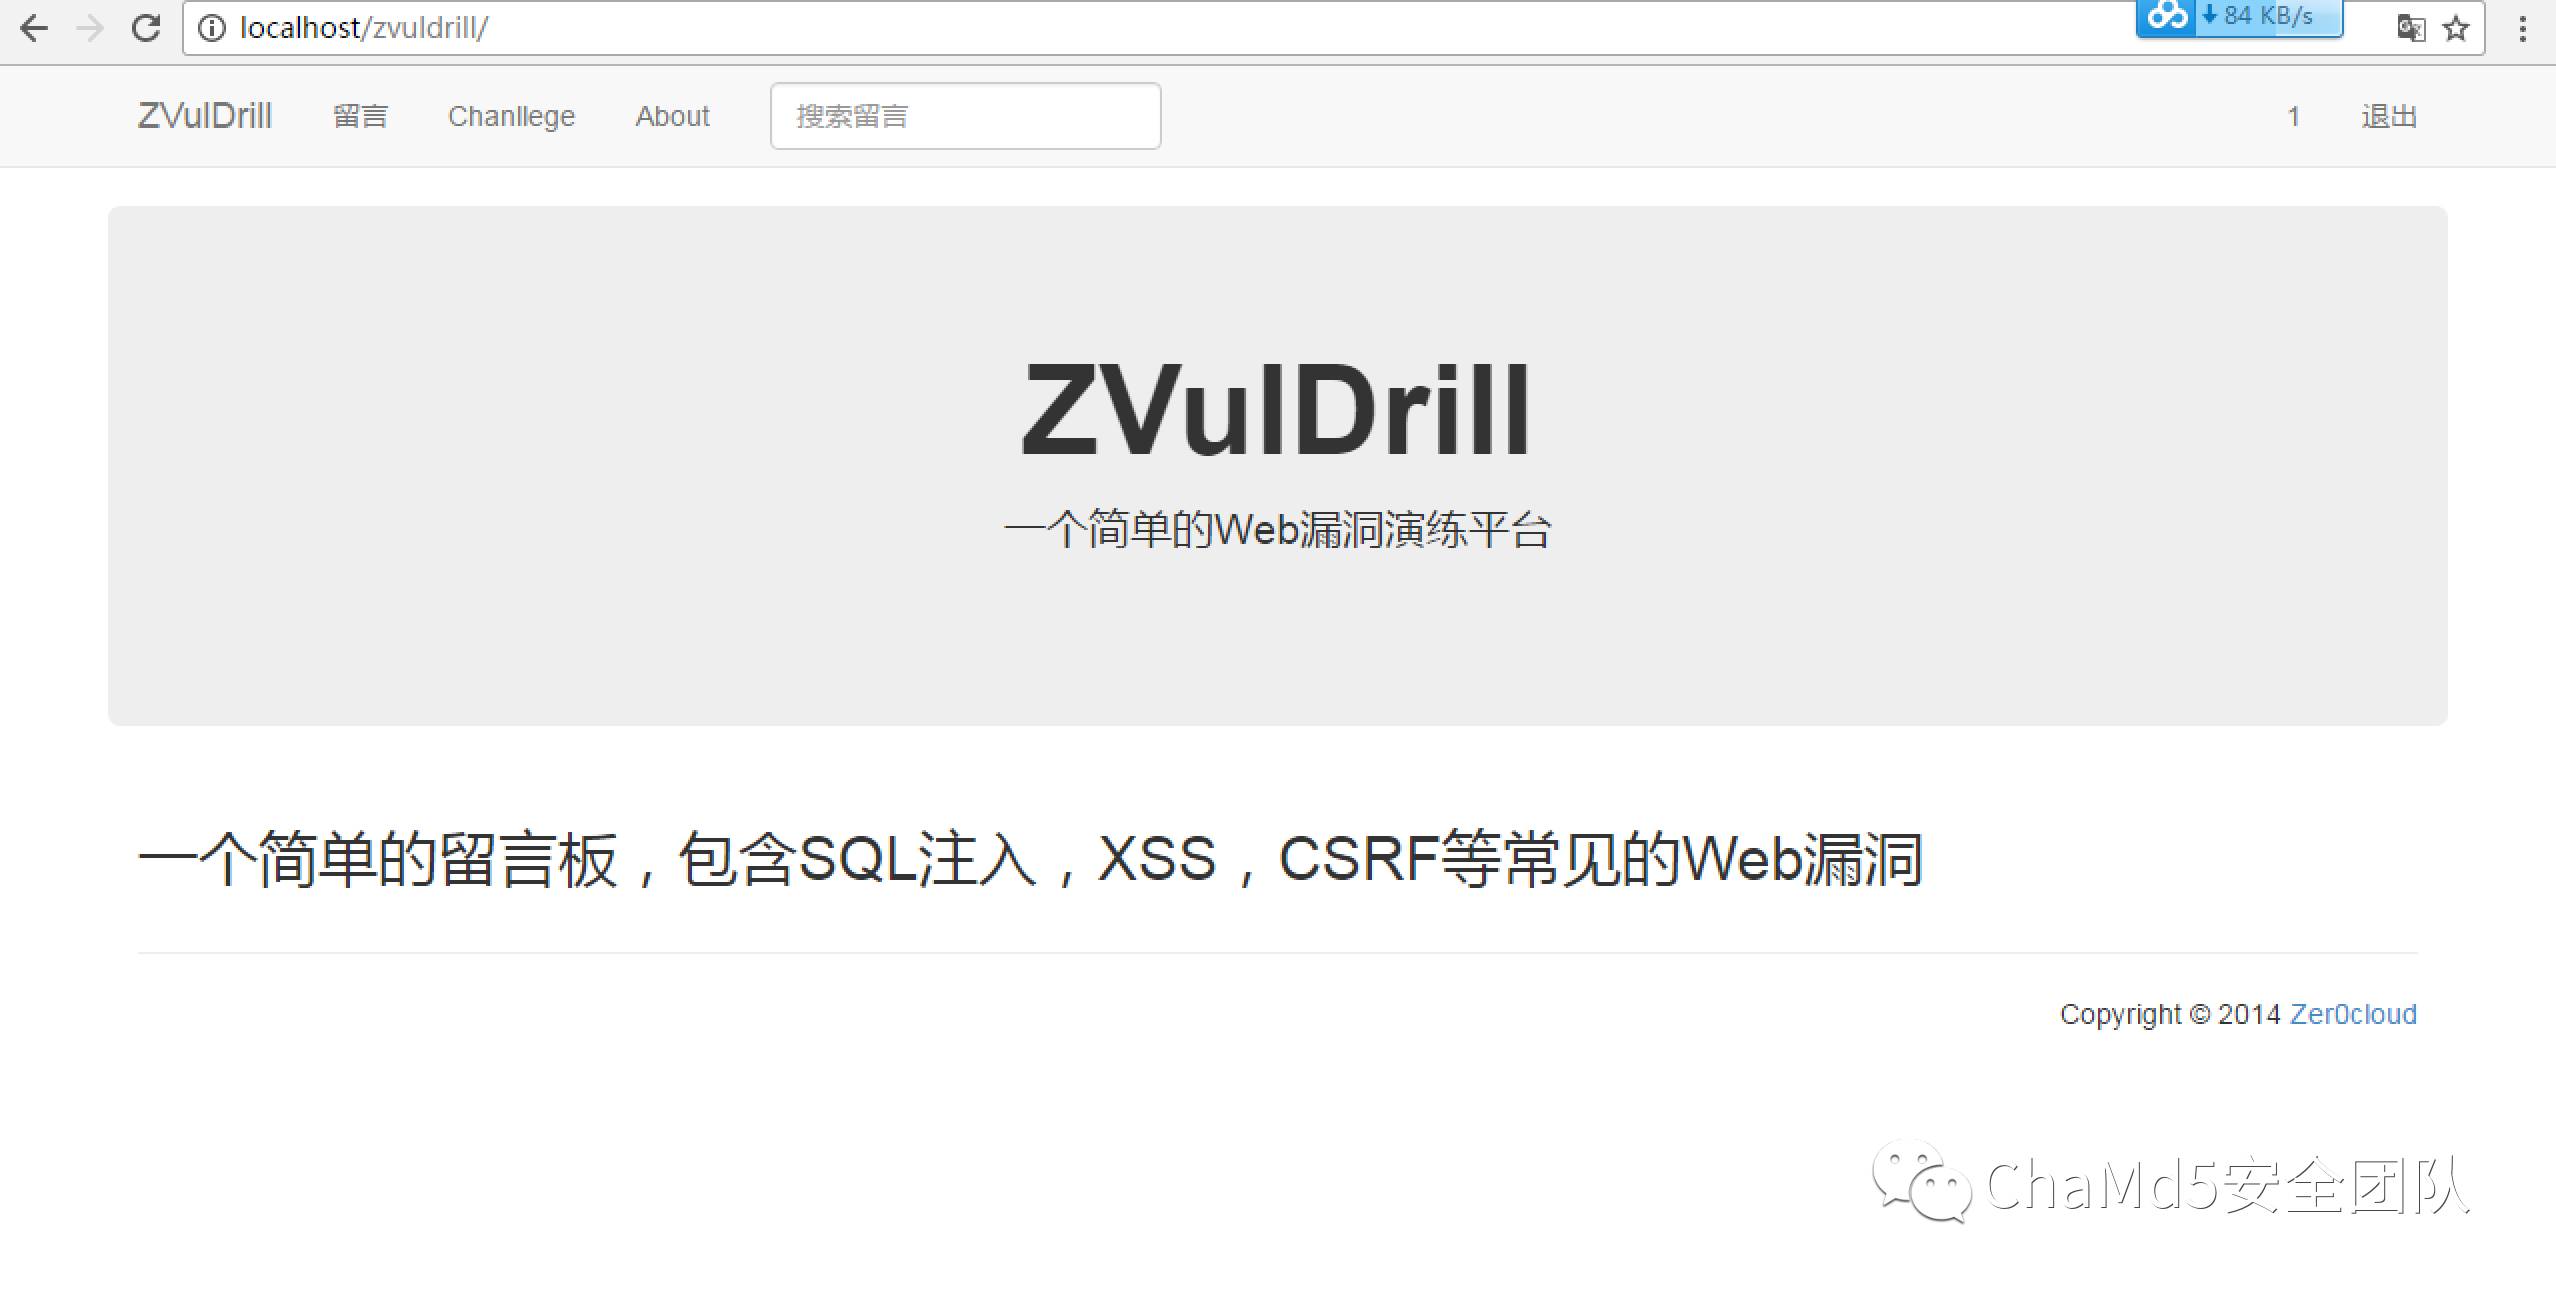 localhost/zvuldrill/
84 KB/s
ZVulDrill 留言 Chanllege About 搜索留言 1 退出
ZVulDrill
一个简单的Web漏洞演练平台
一个简单的留言板，包含SQL注入，XSS，CSRF等常见的Web漏洞
Copyright © 2014 Zer0cloud
ChaMd5安全团队